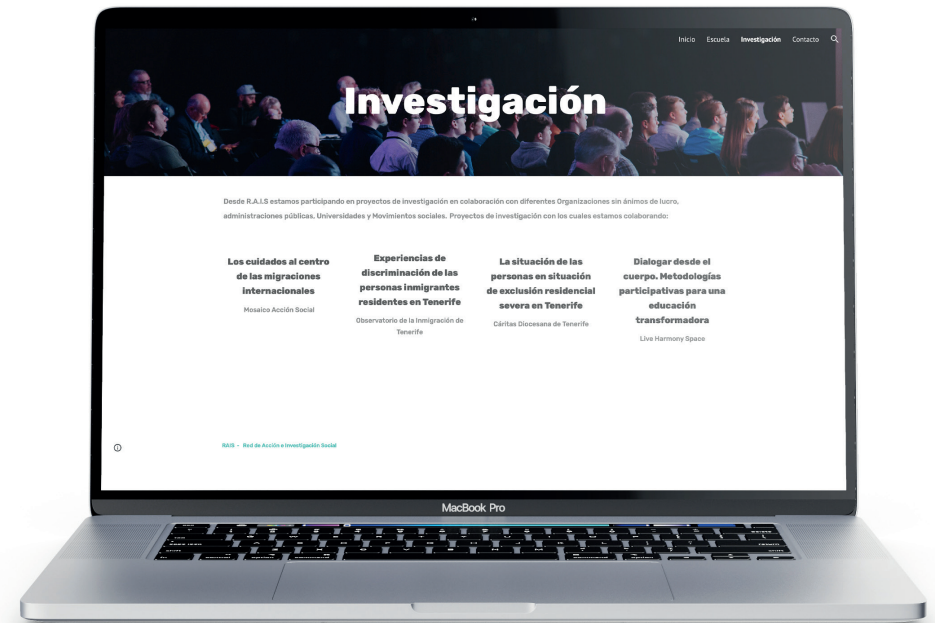 Inicio Escuela Investigación Contacto
Investigación
Desde R.A.I.S estamos participando en proyectos de investigación en colaboración con diferentes Organizaciones sin ánimos de lucro,
administraciones públicas, Universidades y Movimientos sociales. Proyectos de investigación con los cuales estamos colaborando:
Los cuidados al centro
de las migraciones
internacionales
Mosaico Acción Social
Experiencias de
discriminación de las
personas inmigrantes
residentes en Tenerife
Observatorio de la Inmigración de
Tenerife
La situación de las
personas en situación
de exclusión residencial
severa en Tenerife
Cáritas Diocesana de Tenerife
Dialogar desde el
cuerpo. Metodologías
participativas para una
educación
transformadora
Live Harmony Space
RAIS - Red de Acción e Investigación Social
MacBook Pro